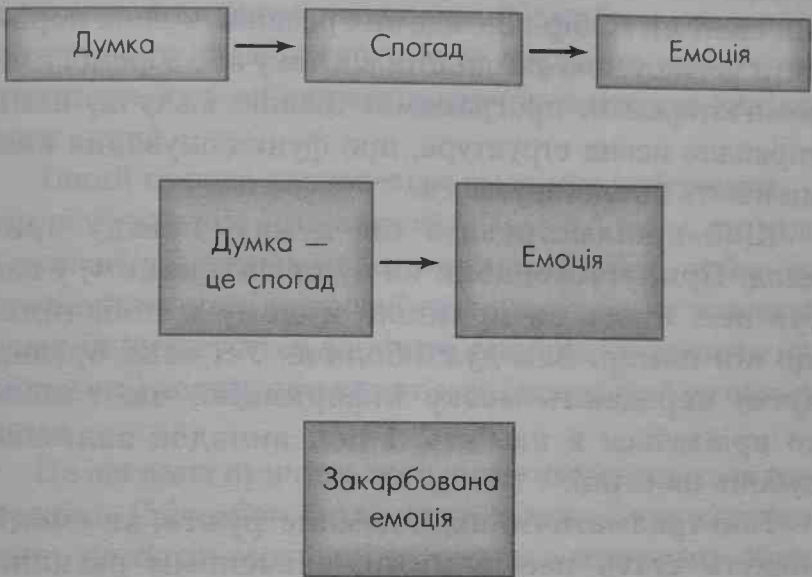 Думка
Спогад
Емоція
Думка –
це спогад
Емоція
Закарбована
емоція